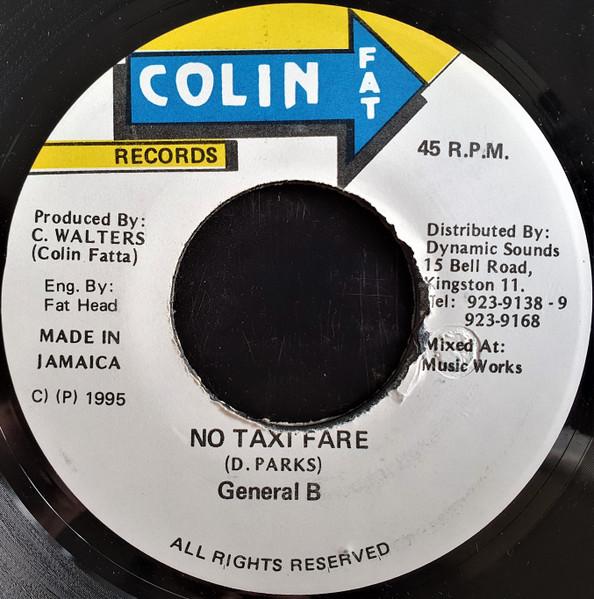 COLIN
FAT
RECORDS
45 R.P.M.
Produced By:
C. WALTERS
(Colin Fatta)
Eng. By:
Fat Head
MADE IN
JAMAICA
C) (P) 1995
Distributed By:
Dynamic Sounds
15 Bell Road,
Kingston 11.
Tel: 923-9138 - 9
923-9168
Mixed At:
Music Works
NO TAXI FARE
(D. PARKS)
General B
ALL RIGHTS RESERVED